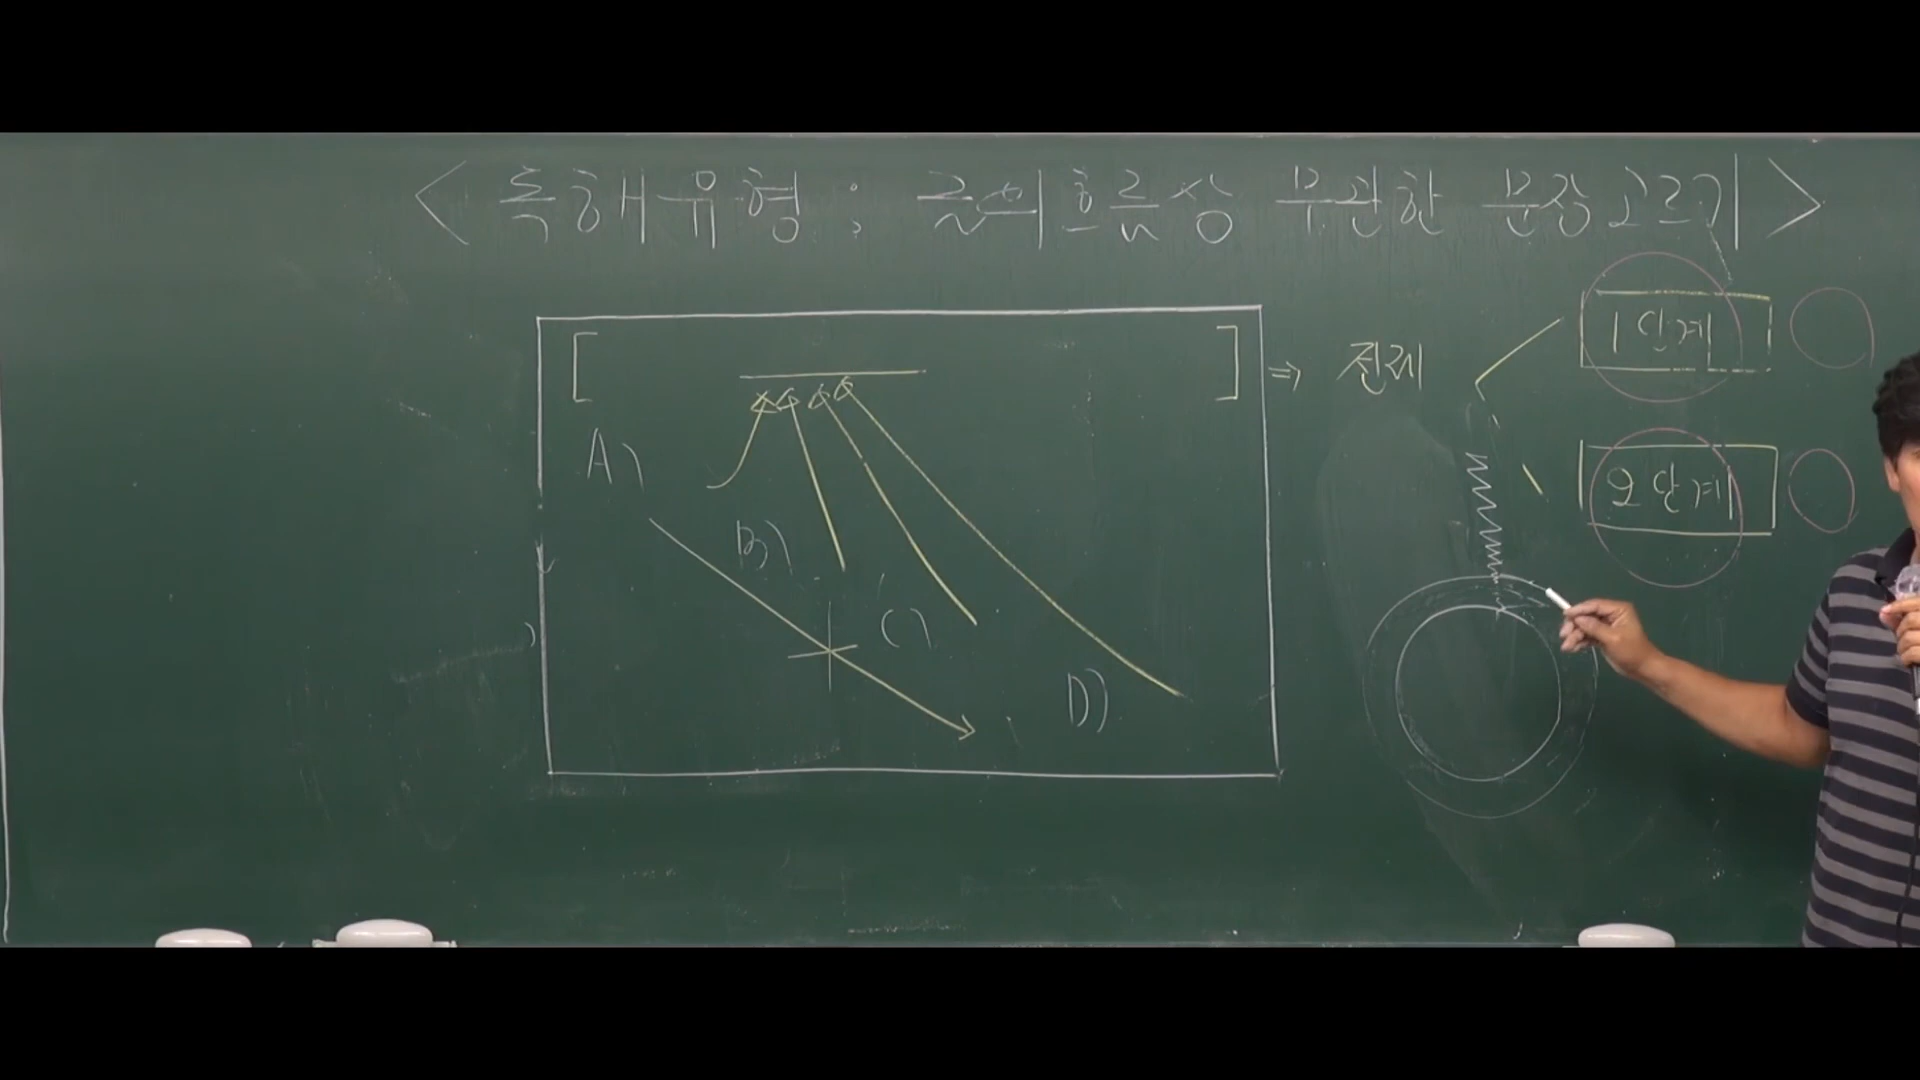 < 독해유형 : 글의 흐름상 무관한 문장 고르기 >
[ ] ⇒ 전제
1단계
2단계
A)
B)
C)
D)